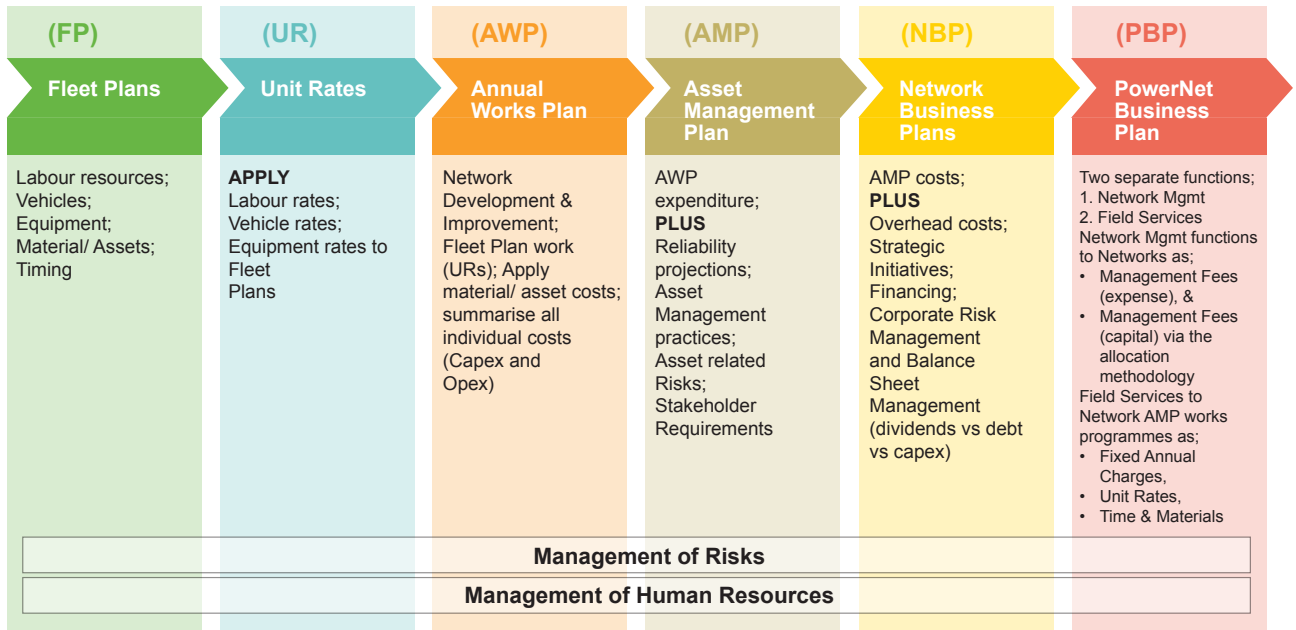 (FP)
Fleet Plans
Labour resources;
Vehicles;
Equipment;
Material/ Assets;
Timing
(UR)
Unit Rates
APPLY
Labour rates;
Vehicle rates;
Equipment rates to
Fleet
Plans
(AWP)
Annual
Works Plan
Network
Development &
Improvement;
Fleet Plan work
(URs); Apply
material/ asset costs;
summarise all
individual costs
(Capex and
Opex)
(AMP)
Asset
Management
Plan
AWP
expenditure;
PLUS
Reliability
projections;
Asset
Management
practices;
Asset related
Risks;
Stakeholder
Requirements
(NBP)
Network
Business
Plans
AMP costs;
PLUS
Overhead costs;
Strategic
Initiatives;
Financing;
Corporate Risk
Management
and Balance
Sheet
Management
(dividends vs debt
vs capex)
(PBP)
PowerNet
Business
Plan
Two separate functions;
1. Network Mgmt
2. Field Services
Network Mgmt functions
to Networks as;
• Management Fees
(expense), &
• Management Fees
(capital) via the
allocation
methodology
Field Services to
Network AMP works
programmes as;
• Fixed Annual
Charges,
• Unit Rates,
• Time & Materials
Management of Risks
Management of Human Resources